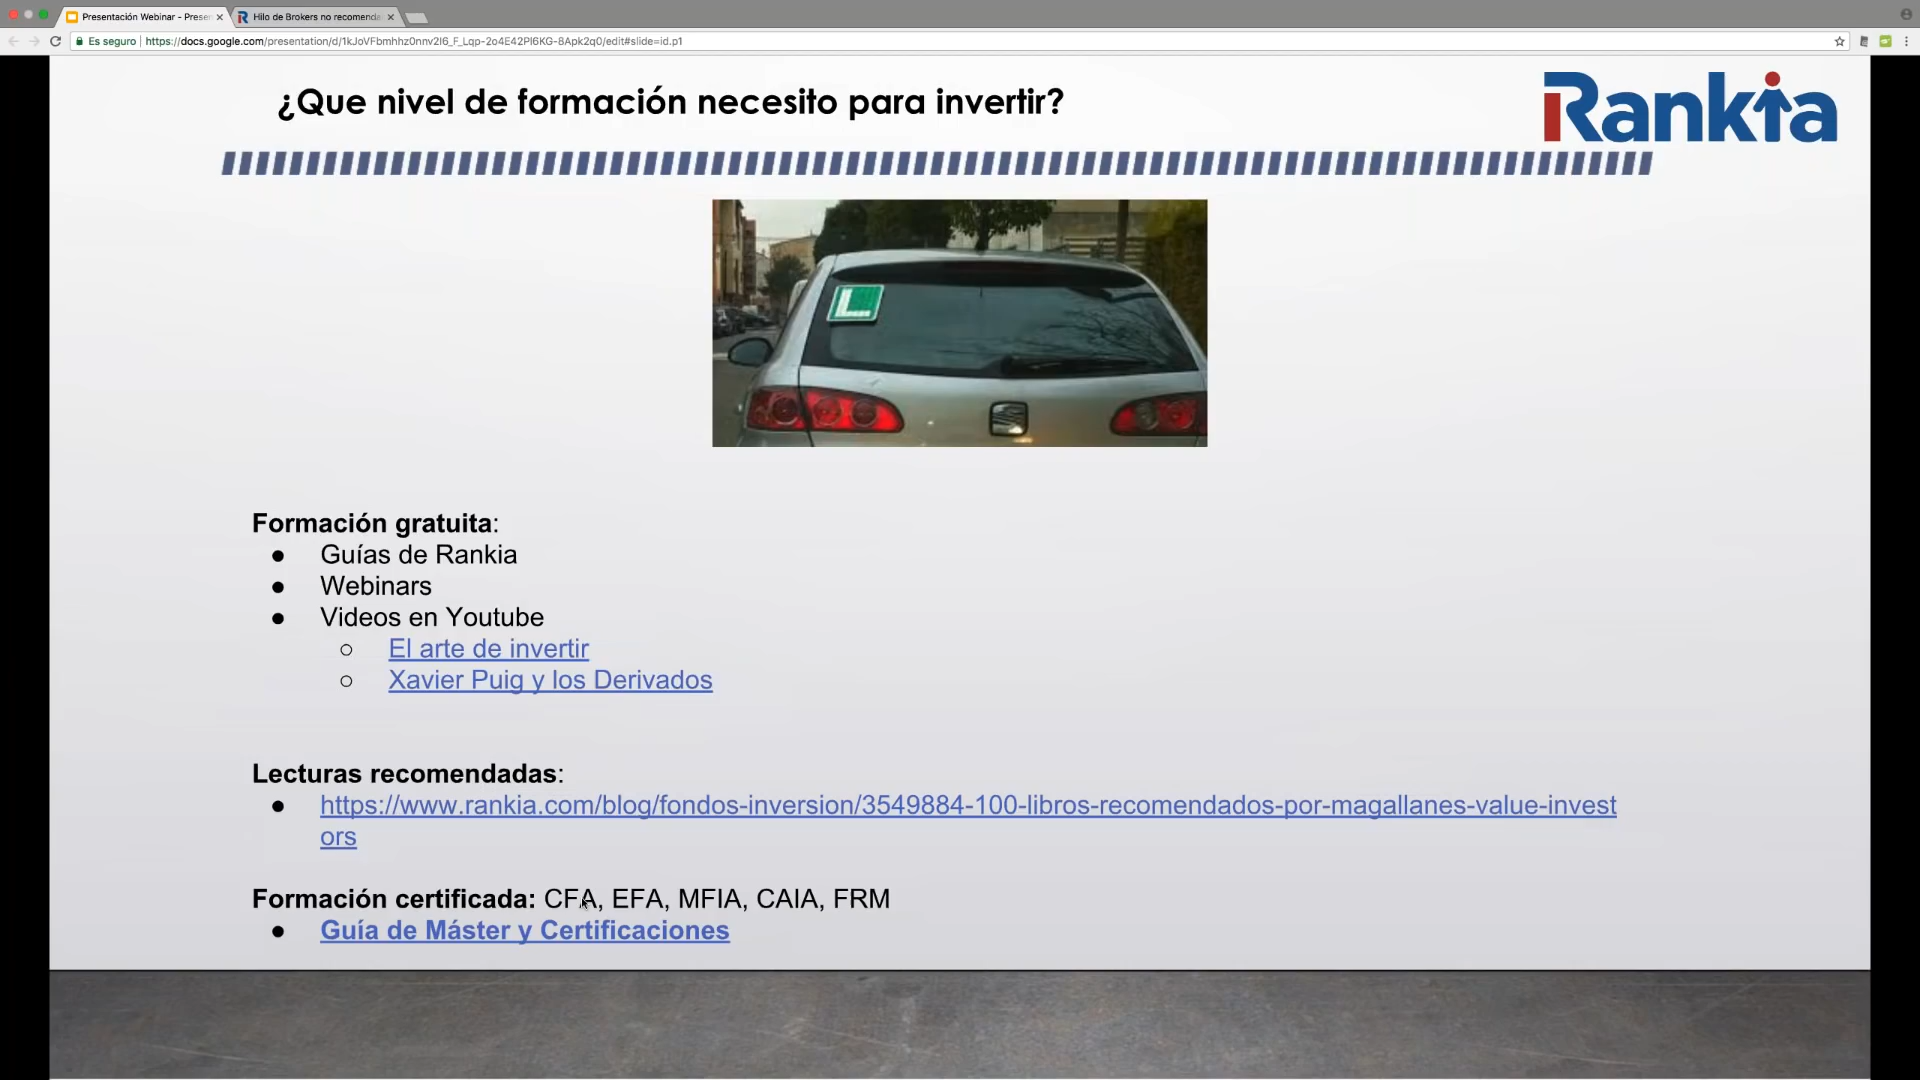 Presentación Webinar - Presen
Hilo de Brokers no recomenda
Es seguro
https://docs.google.com/presentation/d/1kJoVFbmhhz0nnv2I6_F_Lqp-2o4E42PI6KG-8Apk2q0/edit#slide=id.p1
¿Que nivel de formación necesito para invertir?
Rankia
L
Formación gratuita:
● Guías de Rankia
● Webinars
● Videos en Youtube
○ El arte de invertir
○ Xavier Puig y los Derivados
Lecturas recomendadas:
● https://www.rankia.com/blog/fondos-inversion/3549884-100-libros-recomendados-por-magallanes-value-invest
ors
Formación certificada: CFA, EFA, MFIA, CAIA, FRM
● Guía de Máster y Certificaciones